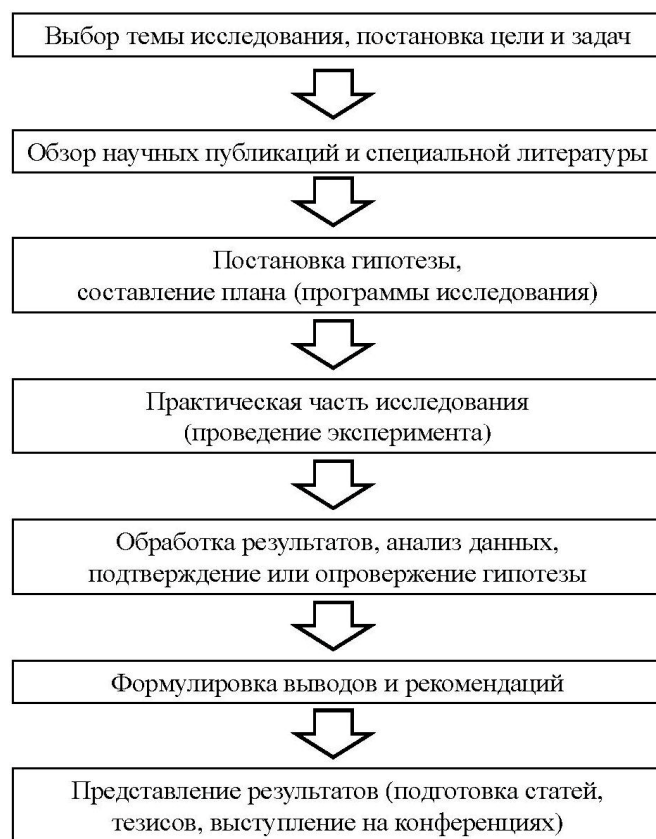 Выбор темы исследования, постановка цели и задач
Обзор научных публикаций и специальной литературы
Постановка гипотезы,
составление плана (программы исследования)
Практическая часть исследования
(проведение эксперимента)
Обработка результатов, анализ данных,
подтверждение или опровержение гипотезы
Формулировка выводов и рекомендаций
Представление результатов (подготовка статей,
тезисов, выступление на конференциях)